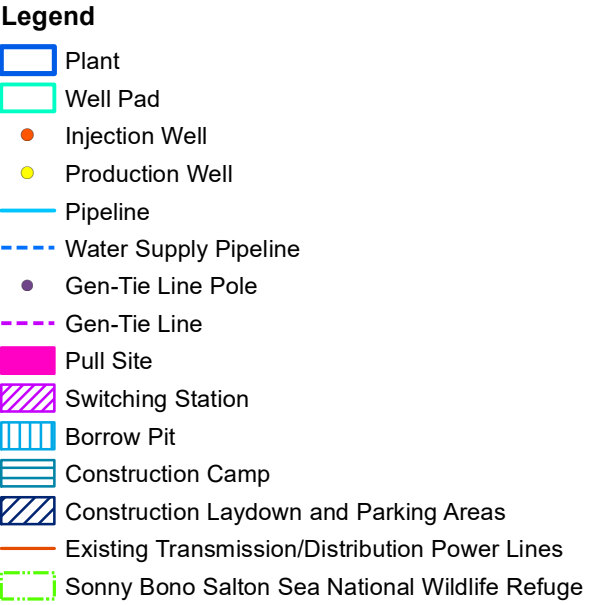 Legend
Plant
Well Pad
Injection Well
Production Well
Pipeline
Water Supply Pipeline
Gen-Tie Line Pole
Gen-Tie Line
Pull Site
Switching Station
Borrow Pit
Construction Camp
Construction Laydown and Parking Areas
Existing Transmission/Distribution Power Lines
Sonny Bono Salton Sea National Wildlife Refuge